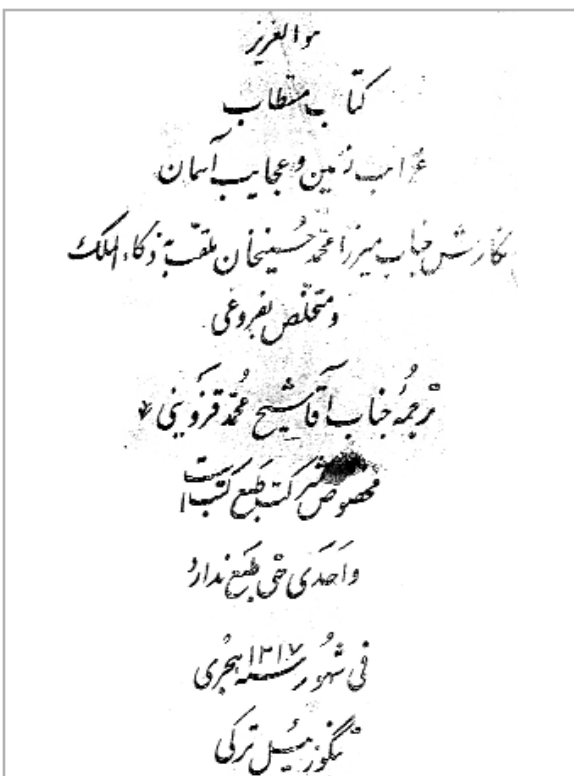 هو العزیز
کتاب مستطاب
غرایب زمین و عجایب آسمان
نگارش جناب میرزا محمد حسینخان ملقب به ذکاء الملک
و متخلص بفروغی
ترجمهٔ جناب آقا شیخ محمد قزوینی
مخصوص شرکت طبع کتب است
و احدی حق طبع ندارد
فی شهور سنه ۱۳۱۷ هجری
تنگوز ئیل ترکی